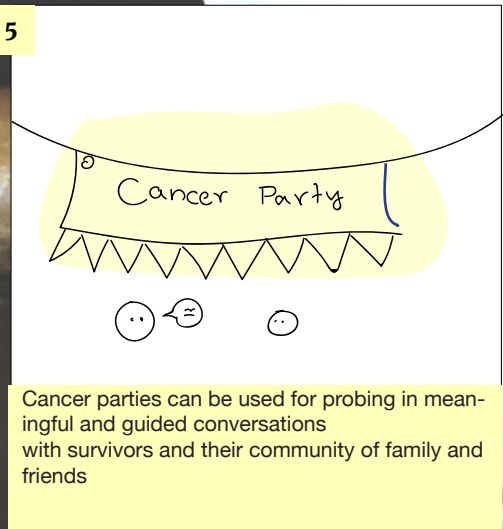 5
Cancer Party
Cancer parties can be used for probing in mean-
ingful and guided conversations
with survivors and their community of family and
friends